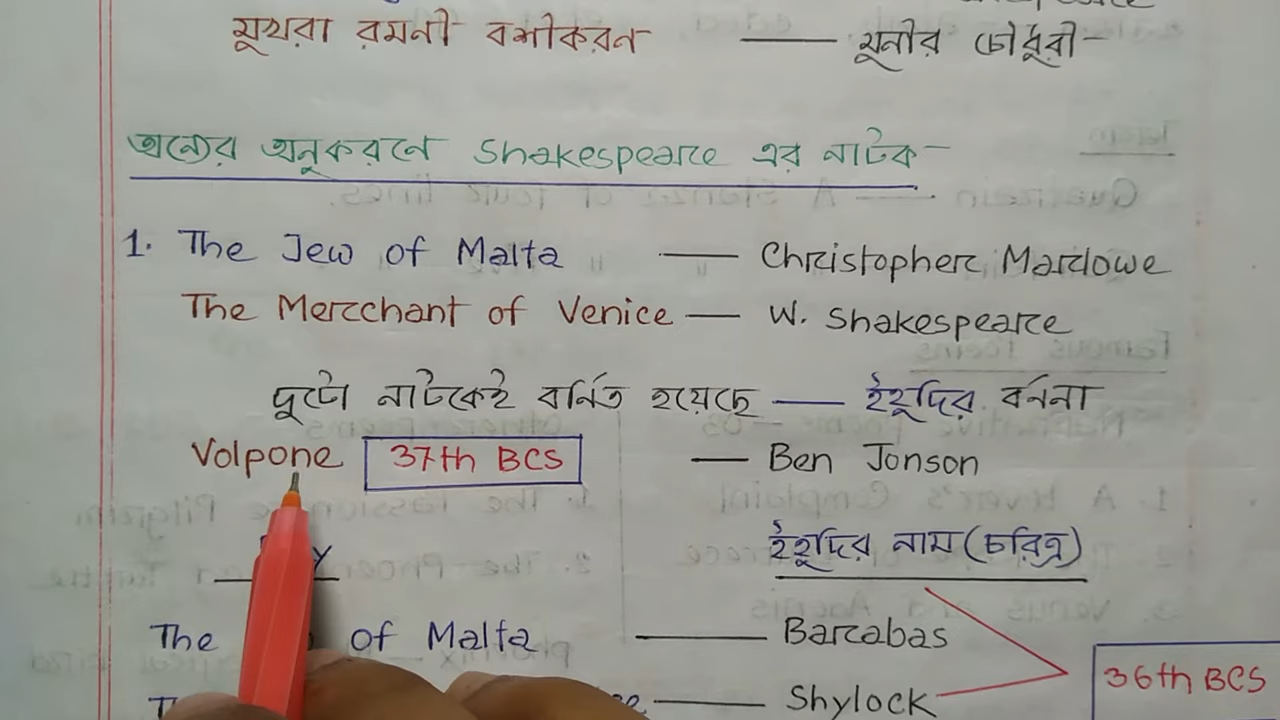 মুখরা রমনী বশীকরন — মুনীর চৌধুরী
অন্যের অনুকরনে Shakespeare এর নাটক
1. The Jew of Malta — Christopher Marlowe
The Merchant of Venice — W. Shakespeare
দুটো নাটকেই বর্নিত হয়েছে — ইহুদির বর্ননা
Volpone 37th BCS — Ben Jonson
ইহুদির নাম (চরিত্র)
The of Malta — Barabas
36th BCS
— Shylock